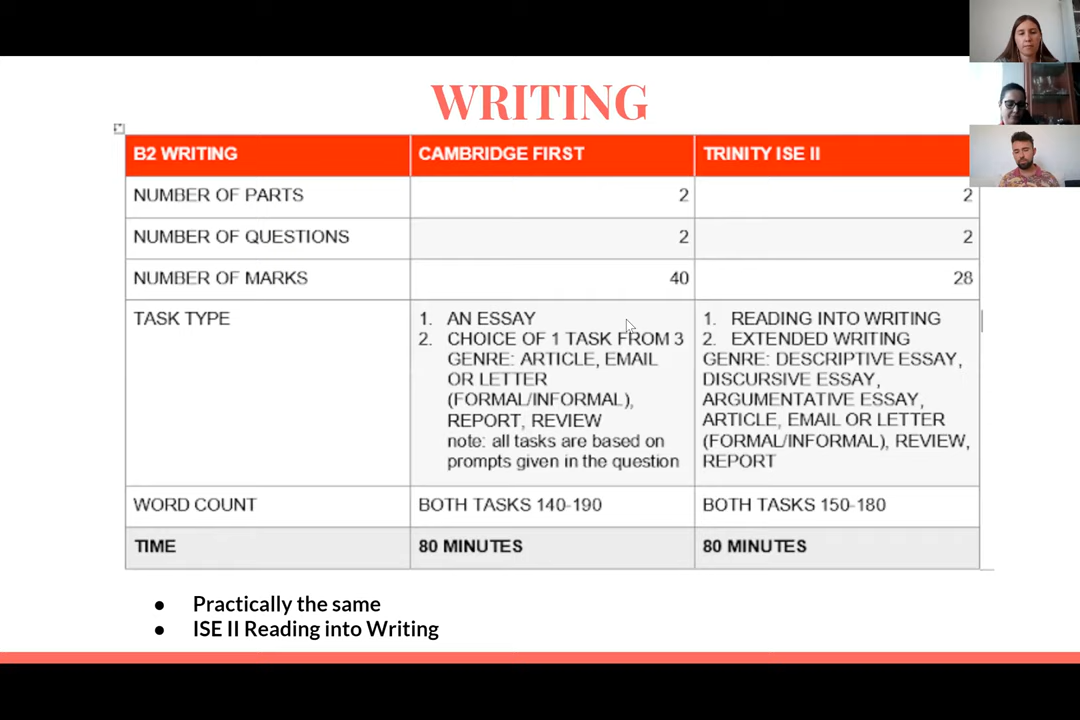 WRITING
B2 WRITING CAMBRIDGE FIRST TRINITY ISE II
NUMBER OF PARTS 2 2
NUMBER OF QUESTIONS 2 2
NUMBER OF MARKS 40 28
TASK TYPE
1. AN ESSAY
2. CHOICE OF 1 TASK FROM 3
GENRE: ARTICLE, EMAIL
OR LETTER
(FORMAL/INFORMAL),
REPORT, REVIEW
note: all tasks are based on
prompts given in the question
1. READING INTO WRITING
2. EXTENDED WRITING
GENRE: DESCRIPTIVE ESSAY,
DISCURSIVE ESSAY,
ARGUMENTATIVE ESSAY,
ARTICLE, EMAIL OR LETTER
(FORMAL/INFORMAL), REVIEW,
REPORT
WORD COUNT BOTH TASKS 140-190 BOTH TASKS 150-180
TIME 80 MINUTES 80 MINUTES
● Practically the same
● ISE II Reading into Writing